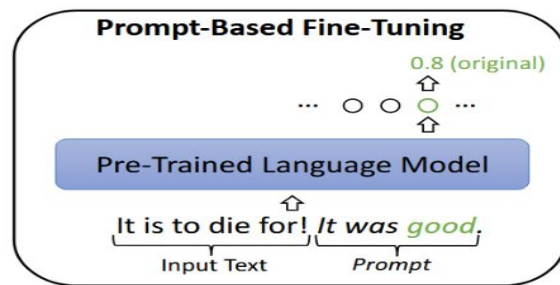 Prompt-Based Fine-Tuning
0.8 (original)
... ...
Pre-Trained Language Model
It is to die for! It was good.
Input Text Prompt